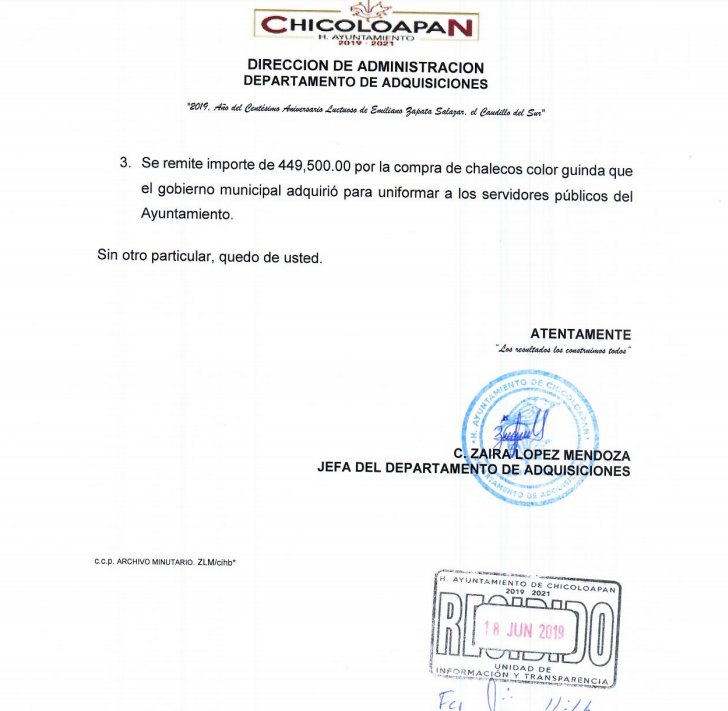 CHICOLOAPAN
H. AYUNTAMIENTO
2019 - 2021
DIRECCION DE ADMINISTRACION
DEPARTAMENTO DE ADQUISICIONES
"2019. Año del Centésimo Aniversario Luctuoso de Emiliano Zapata Salazar, el Caudillo del Sur"
3. Se remite importe de 449,500.00 por la compra de chalecos color guinda que
el gobierno municipal adquirió para uniformar a los servidores públicos del
Ayuntamiento.
Sin otro particular, quedo de usted.
ATENTAMENTE
"Los resultados los construimos todos"
H. AYUNTAMIENTO DE CHICOLOAPAN
C. ZAIRA LOPEZ MENDOZA
JEFA DEL DEPARTAMENTO DE ADQUISICIONES
c.c.p. ARCHIVO MINUTARIO. ZLM/cihb*
H. AYUNTAMIENTO DE CHICOLOAPAN
2019 2021
RECIBIDO
18 JUN 2019
UNIDAD DE
INFORMACIÓN Y TRANSPARENCIA